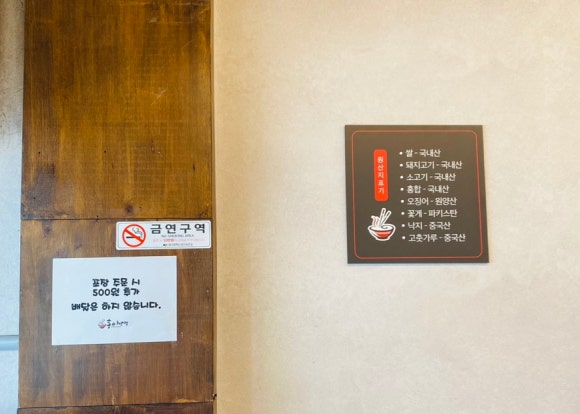 금연구역
NO SMOKING AREA
포장 주문 시
500원 추가
배달은 하지 않습니다.
원산지표기
• 쌀 - 국내산
• 돼지고기 - 국내산
• 소고기 - 국내산
• 홍합 - 국내산
• 오징어 - 원양산
• 꽃게 - 파키스탄
• 낙지 - 중국산
• 고춧가루 - 중국산